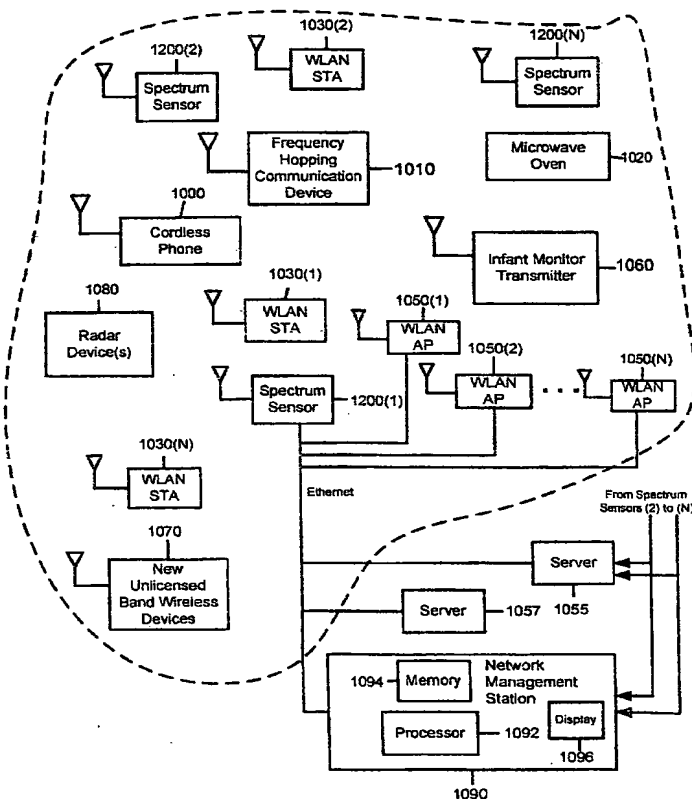 1200(2)
Spectrum
Sensor
1030(2)
WLAN
STA
1200(N)
Spectrum
Sensor
Frequency
Hopping
Communication
Device
1010
Microwave
Oven
1020
1000
Cordless
Phone
Infant Monitor
Transmitter
1060
1080
Radar
Device(s)
1030(1)
WLAN
STA
1050(1)
WLAN
AP
1050(2)
WLAN
AP
1050(N)
WLAN
AP
Spectrum
Sensor
1200(1)
1030(N)
WLAN
STA
Ethernet
From Spectrum
Sensors (2) to (N)
1070
New
Unlicensed
Band Wireless
Devices
Server
1055
Server
1057
Network
Management
Station
1094
Memory
Processor
1092
Display
1096
1090